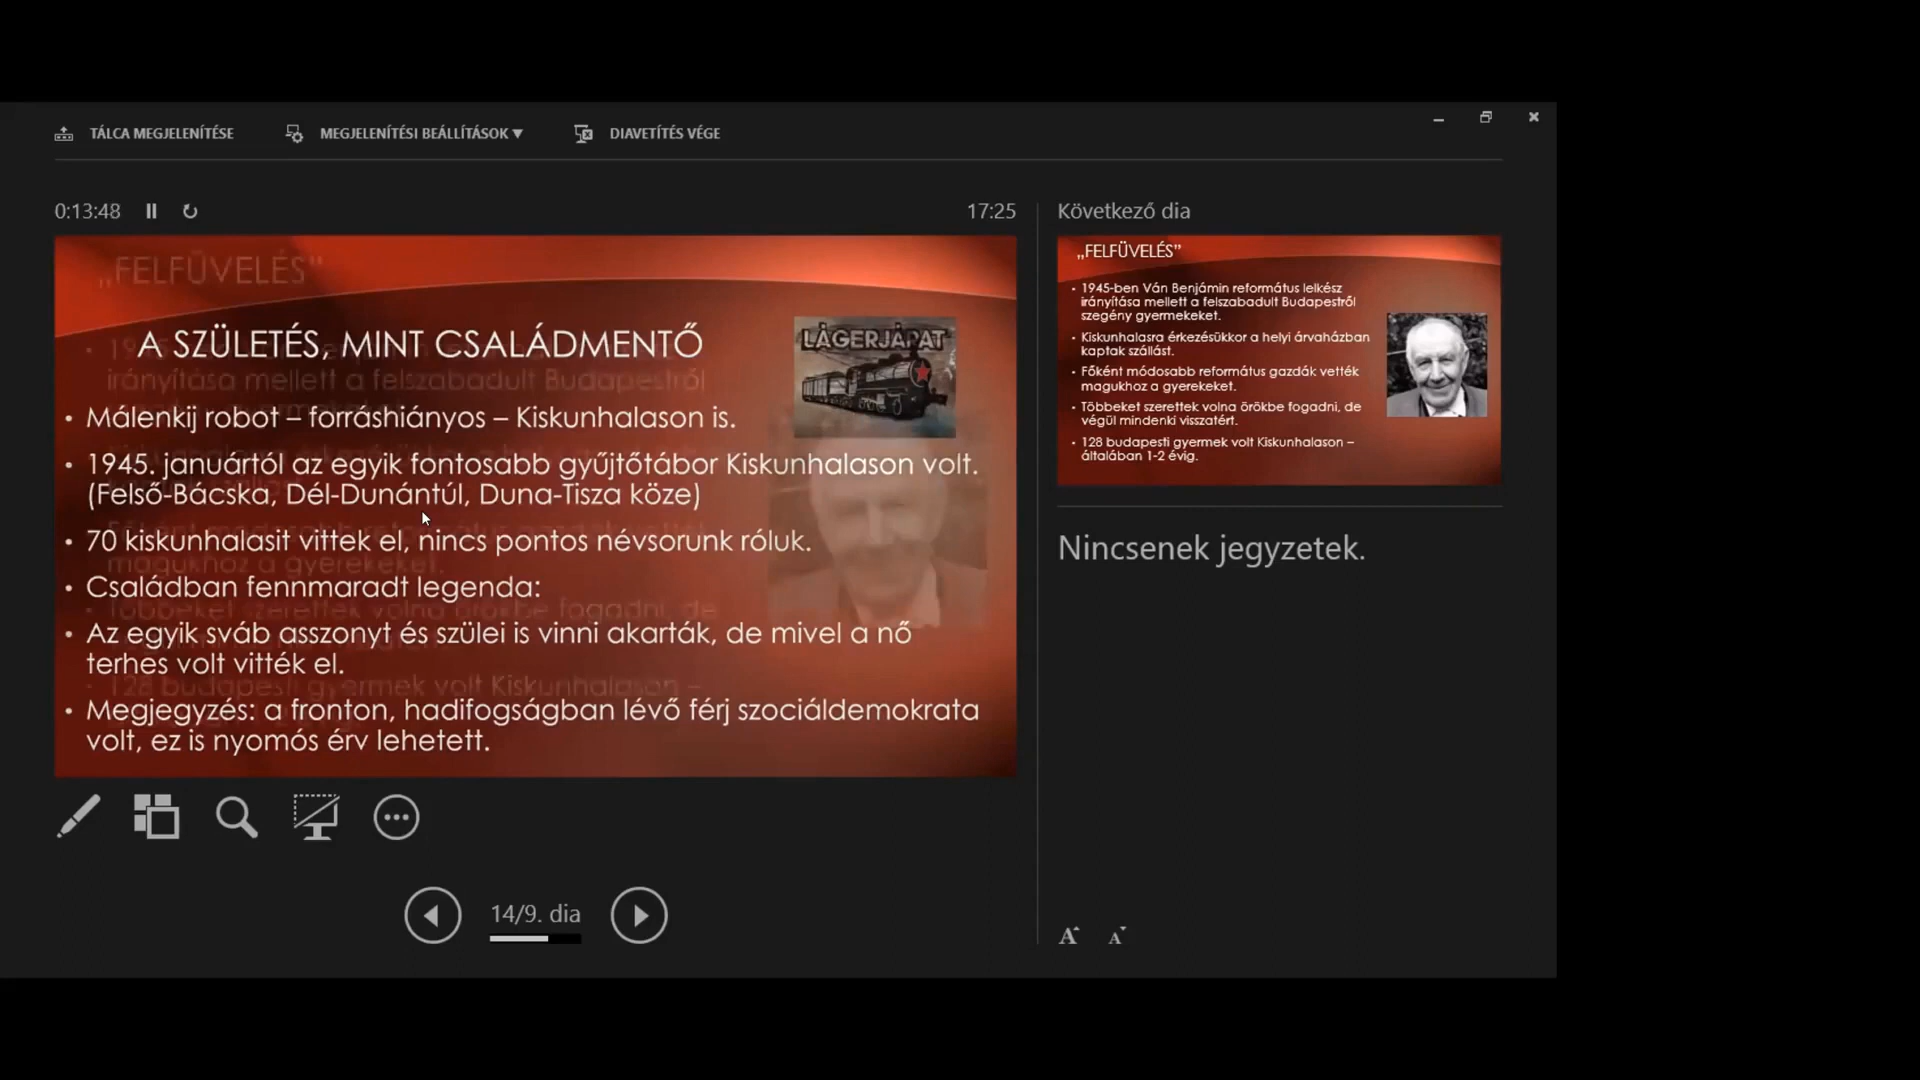 TÁLCA MEGJELENÍTÉSE
MEGJELENÍTÉSI BEÁLLÍTÁSOK ▼
DIAVETÍTÉS VÉGE
0:13:48
17:25
„FELFÜVELÉS”
A SZÜLETÉS, MINT CSALÁDMENTŐ
LÁGERJÁRAT
• Málenkij robot – forráshiányos – Kiskunhalason is.
• 1945. januártól az egyik fontosabb gyűjtőtábor Kiskunhalason volt.
(Felső-Bácska, Dél-Dunántúl, Duna-Tisza köze)
• 70 kiskunhalasit vittek el, nincs pontos névsorunk róluk.
• Családban fennmaradt legenda:
• Az egyik sváb asszonyt és szülei is vinni akarták, de mivel a nő
terhes volt vitték el.
• Megjegyzés: a fronton, hadifogságban lévő férj szociáldemokrata
volt, ez is nyomós érv lehetett.
14/9. dia
Következő dia
„FELFÜVELÉS”
• 1945-ben Ván Benjámin református lelkész
irányítása mellett a felszabadult Budapestről
szegény gyermekeket.
• Kiskunhalasra érkezésükkor a helyi árvaházban
kaptak szállást.
• Főként módosabb református gazdák vették
magukhoz a gyerekeket.
• Többeket szerettek volna örökbe fogadni, de
végül mindenki visszatért.
• 128 budapesti gyermek volt Kiskunhalason –
általában 1-2 évig.
Nincsenek jegyzetek.
A A